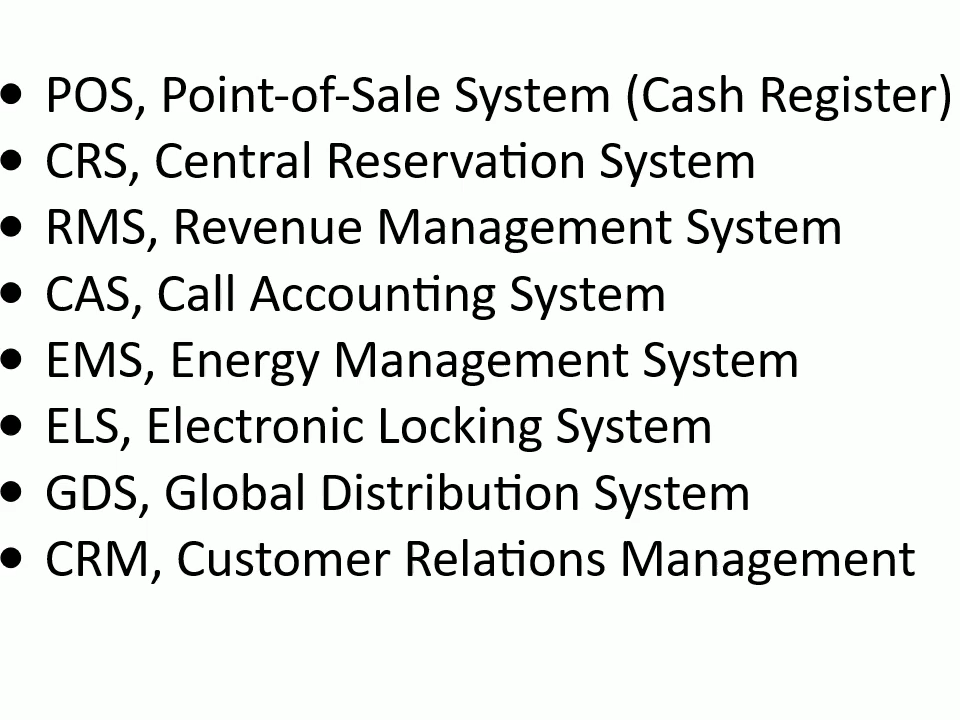 • POS, Point-of-Sale System (Cash Register)
• CRS, Central Reservation System
• RMS, Revenue Management System
• CAS, Call Accounting System
• EMS, Energy Management System
• ELS, Electronic Locking System
• GDS, Global Distribution System
• CRM, Customer Relations Management